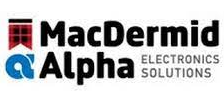 MacDermid
Alpha ELECTRONICS
SOLUTIONS